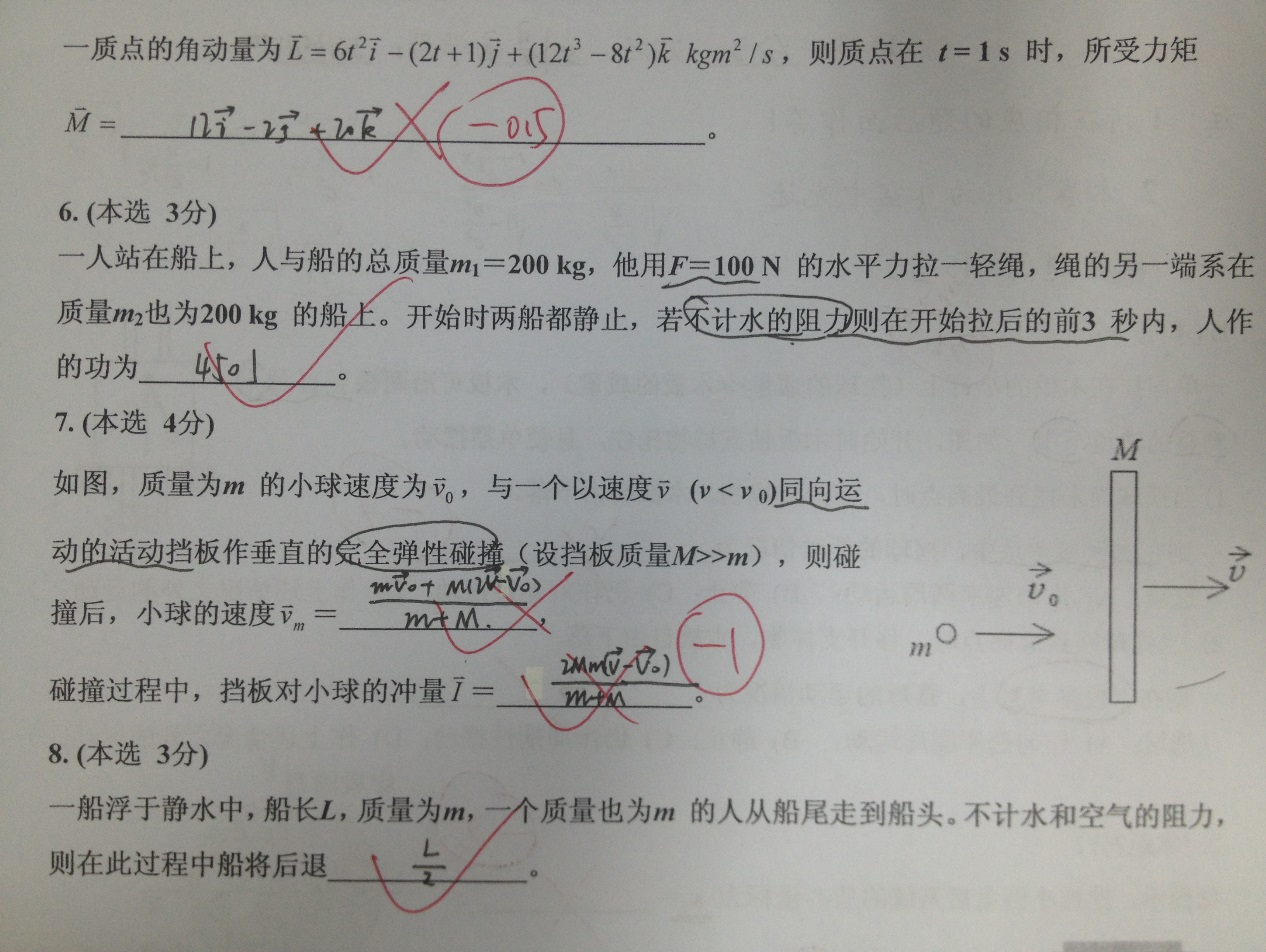 一质点的角动量为 L⃗ = 6t²i⃗ − (2t+1)j⃗ + (12t³ − 8t²)k⃗ kgm²/s，则质点在 t = 1 s 时，所受力矩
M⃗ = 12i⃗ − 2j⃗ + 20k⃗ 。
−0.5
6. (本选 3分)
一人站在船上，人与船的总质量m₁＝200 kg，他用F＝100 N 的水平力拉一轻绳，绳的另一端系在
质量m₂也为200 kg 的船上。开始时两船都静止，若不计水的阻力则在开始拉后的前3 秒内，人作
的功为 450J 。
7. (本选 4分)
如图，质量为m 的小球速度为v⃗₀，与一个以速度v⃗ (v < v₀)同向运
动的活动挡板作垂直的完全弹性碰撞（设挡板质量M>>m），则碰
撞后，小球的速度v⃗ₘ = (mv⃗₀ + M(2v⃗−v⃗₀))/(m+M) ，
碰撞过程中，挡板对小球的冲量I⃗ = 2Mm(v⃗−v⃗₀)/(m+M) 。
−1
M
v⃗
v⃗₀
m
8. (本选 3分)
一船浮于静水中，船长L，质量为m，一个质量也为m 的人从船尾走到船头。不计水和空气的阻力，
则在此过程中船将后退 L/2 。